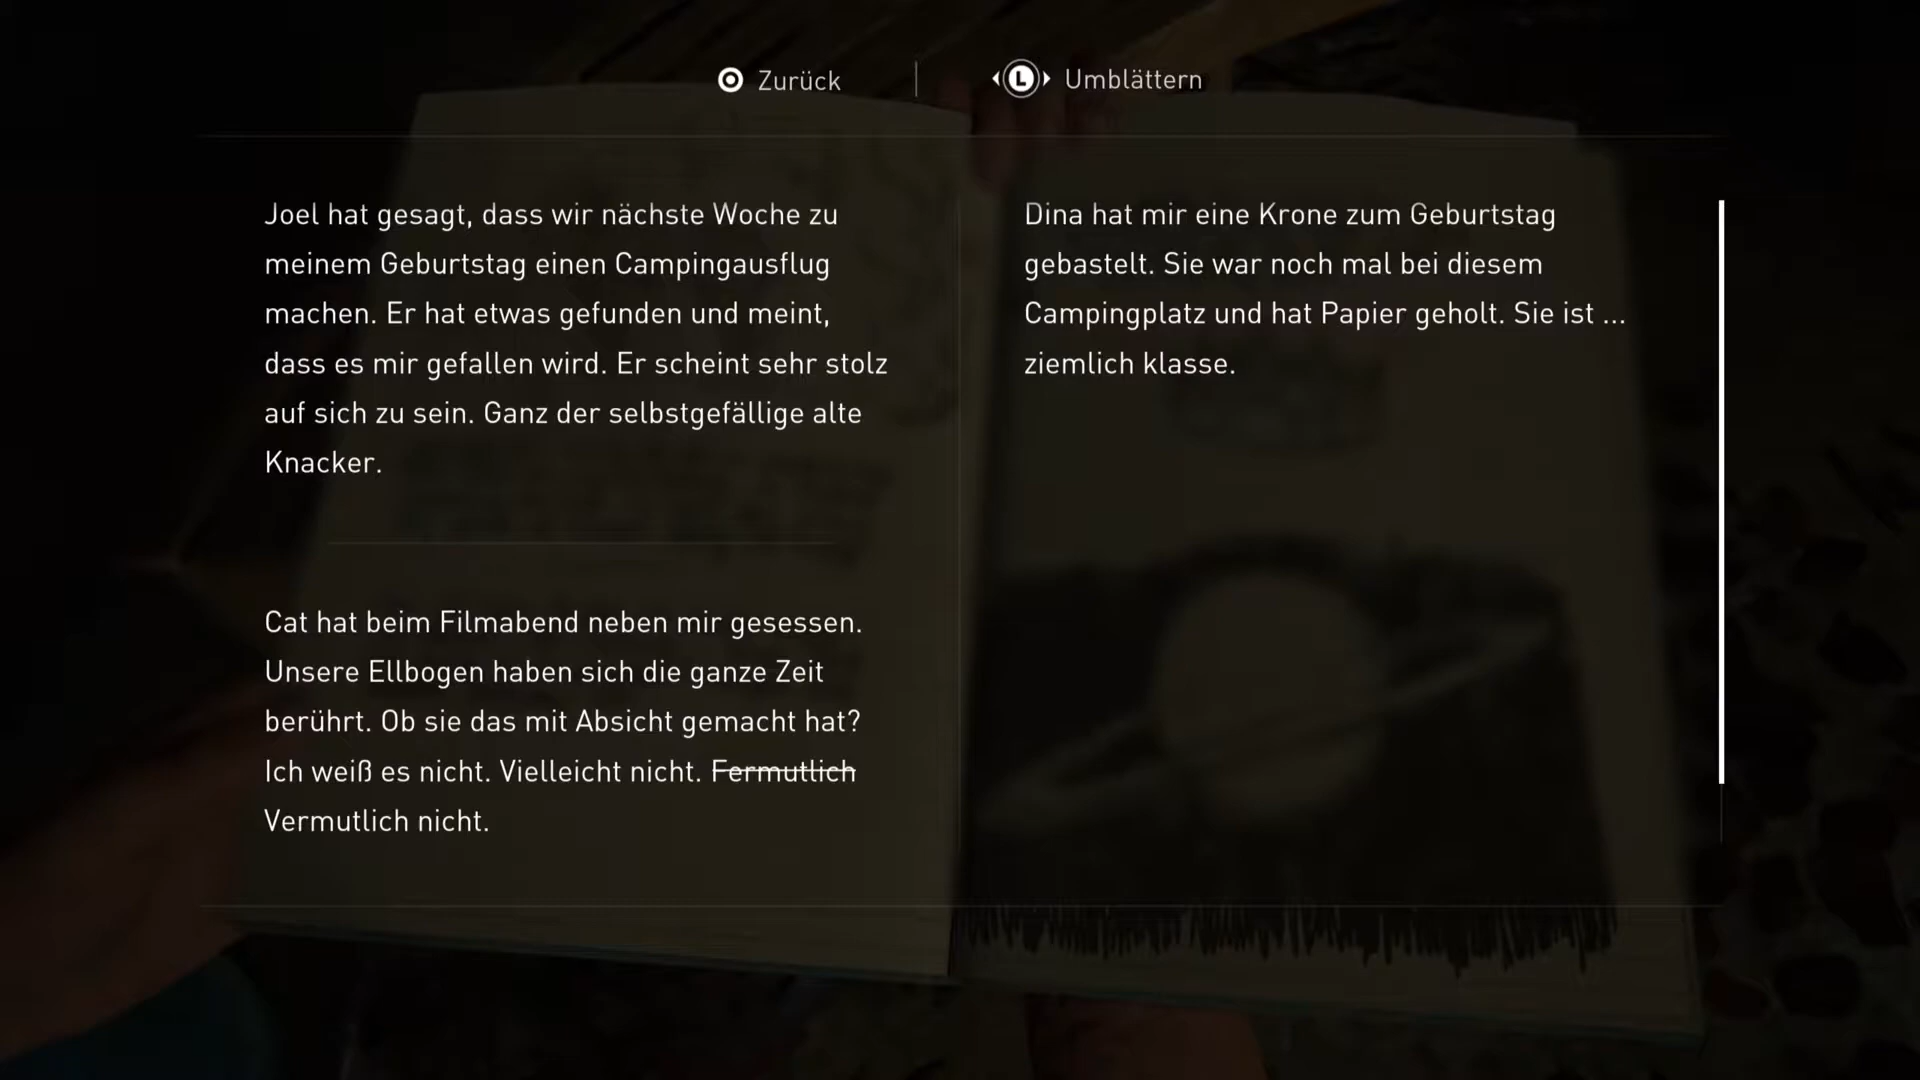 Zurück
L Umblättern
Joel hat gesagt, dass wir nächste Woche zu
meinem Geburtstag einen Campingausflug
machen. Er hat etwas gefunden und meint,
dass es mir gefallen wird. Er scheint sehr stolz
auf sich zu sein. Ganz der selbstgefällige alte
Knacker.
Cat hat beim Filmabend neben mir gesessen.
Unsere Ellbogen haben sich die ganze Zeit
berührt. Ob sie das mit Absicht gemacht hat?
Ich weiß es nicht. Vielleicht nicht. Fermutlich
Vermutlich nicht.
Dina hat mir eine Krone zum Geburtstag
gebastelt. Sie war noch mal bei diesem
Campingplatz und hat Papier geholt. Sie ist ...
ziemlich klasse.